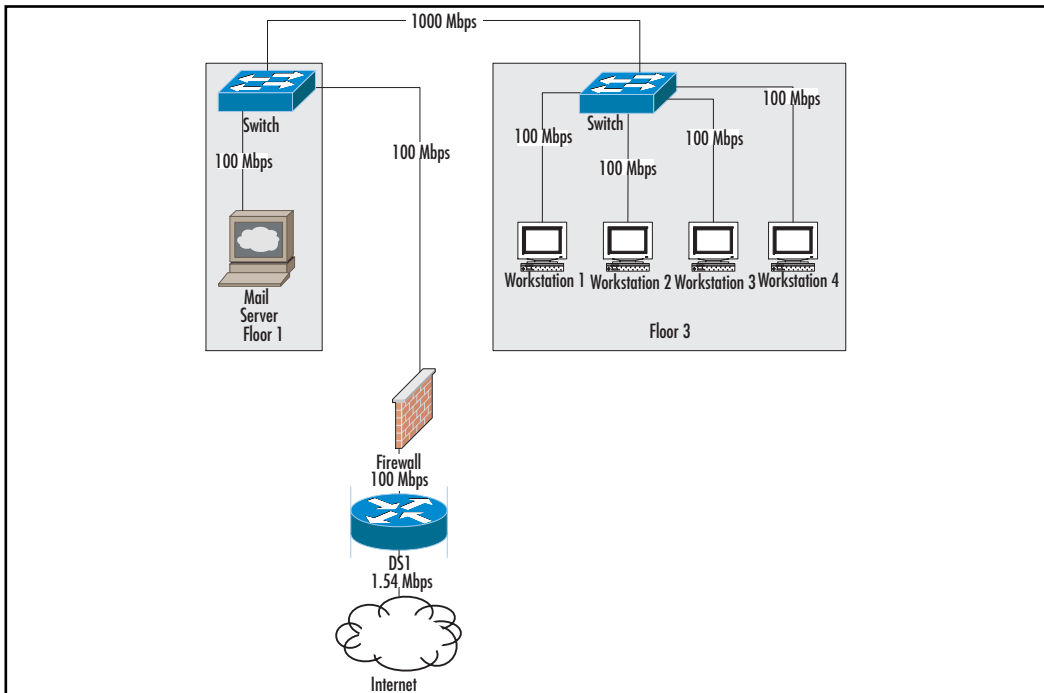 1000 Mbps
Switch
100 Mbps
Mail
Server
Floor 1
100 Mbps
Switch
100 Mbps
100 Mbps
100 Mbps
100 Mbps
Workstation 1
Workstation 2
Workstation 3
Workstation 4
Floor 3
Firewall
100 Mbps
DS1
1.54 Mbps
Internet